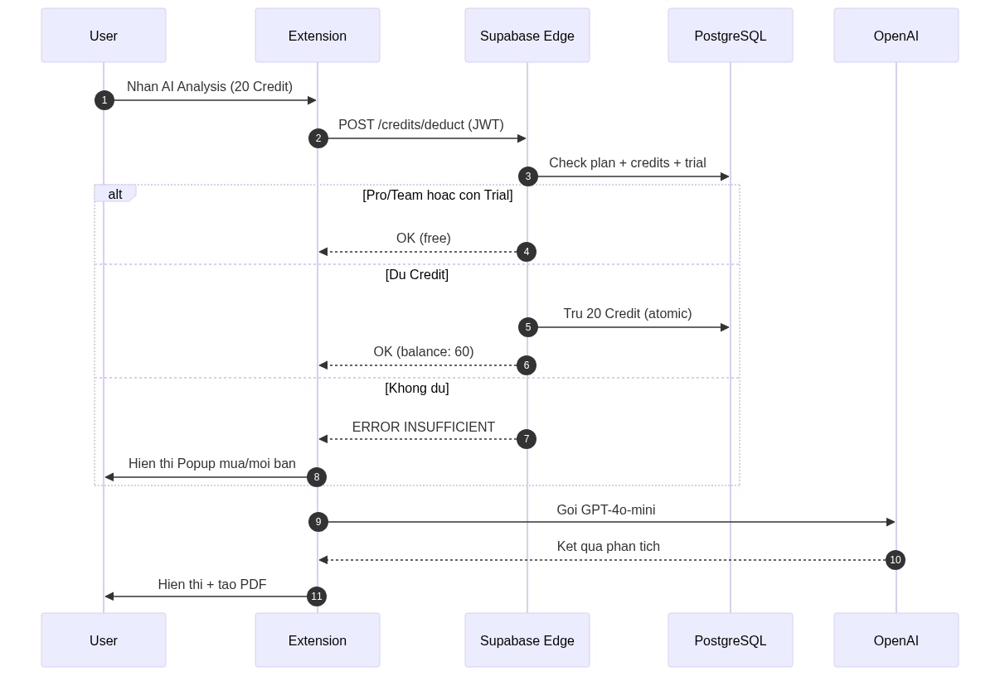 User
Extension
Supabase Edge
PostgreSQL
OpenAI
Nhan AI Analysis (20 Credit)
1
POST /credits/deduct (JWT)
2
Check plan + credits + trial
3
alt
[Pro/Team hoac con Trial]
OK (free)
4
[Du Credit]
Tru 20 Credit (atomic)
5
OK (balance: 60)
6
[Khong du]
ERROR INSUFFICIENT
7
Hien thi Popup mua/moi ban
8
Goi GPT-4o-mini
9
Ket qua phan tich
10
Hien thi + tao PDF
11
User
Extension
Supabase Edge
PostgreSQL
OpenAI